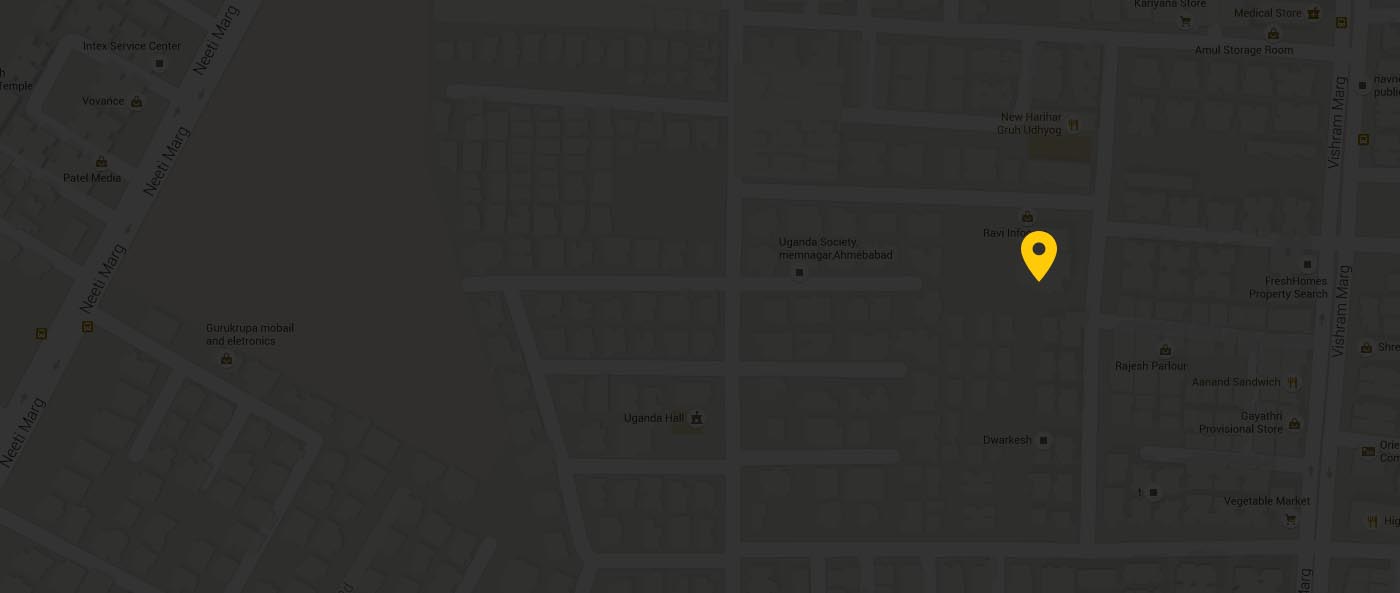 Kariyana Store
Medical Store
Amul Storage Room
Neeti Marg
Intex Service Center
Temple
Vovance
Patel Media
Neeti Marg
New Harihar
Gruh Udhyog
Vishram Marg
Ravi Info
Uganda Society,
memnagar,Ahmebabad
Neeti Marg
FreshHomes
Property Search
Vishram Marg
Gurukrupa mobail
and eletronics
Shre
Rajesh Parlour
Aanand Sandwich
Uganda Hall
Gayathri
Provisional Store
Neeti Marg
Dwarkesh
Orie
Com
t
Vegetable Market
Hig
Marg